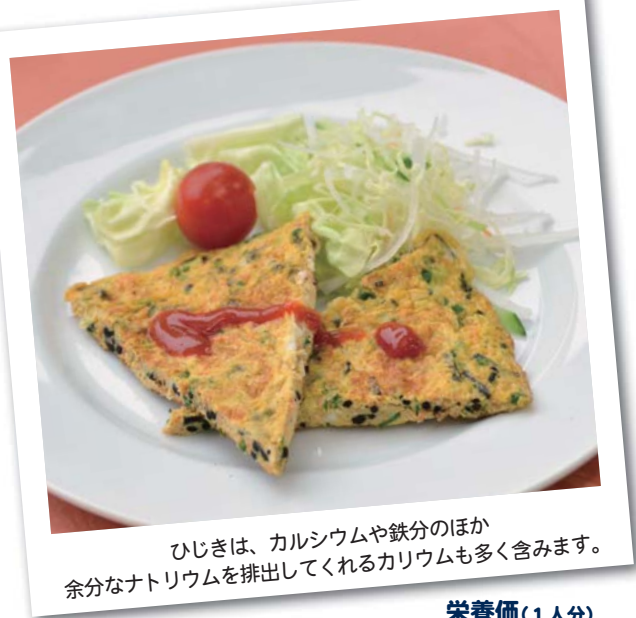 ひじきは、カルシウムや鉄分のほか
余分なナトリウムを排出してくれるカリウムも多く含みます。
栄養価(1人分)